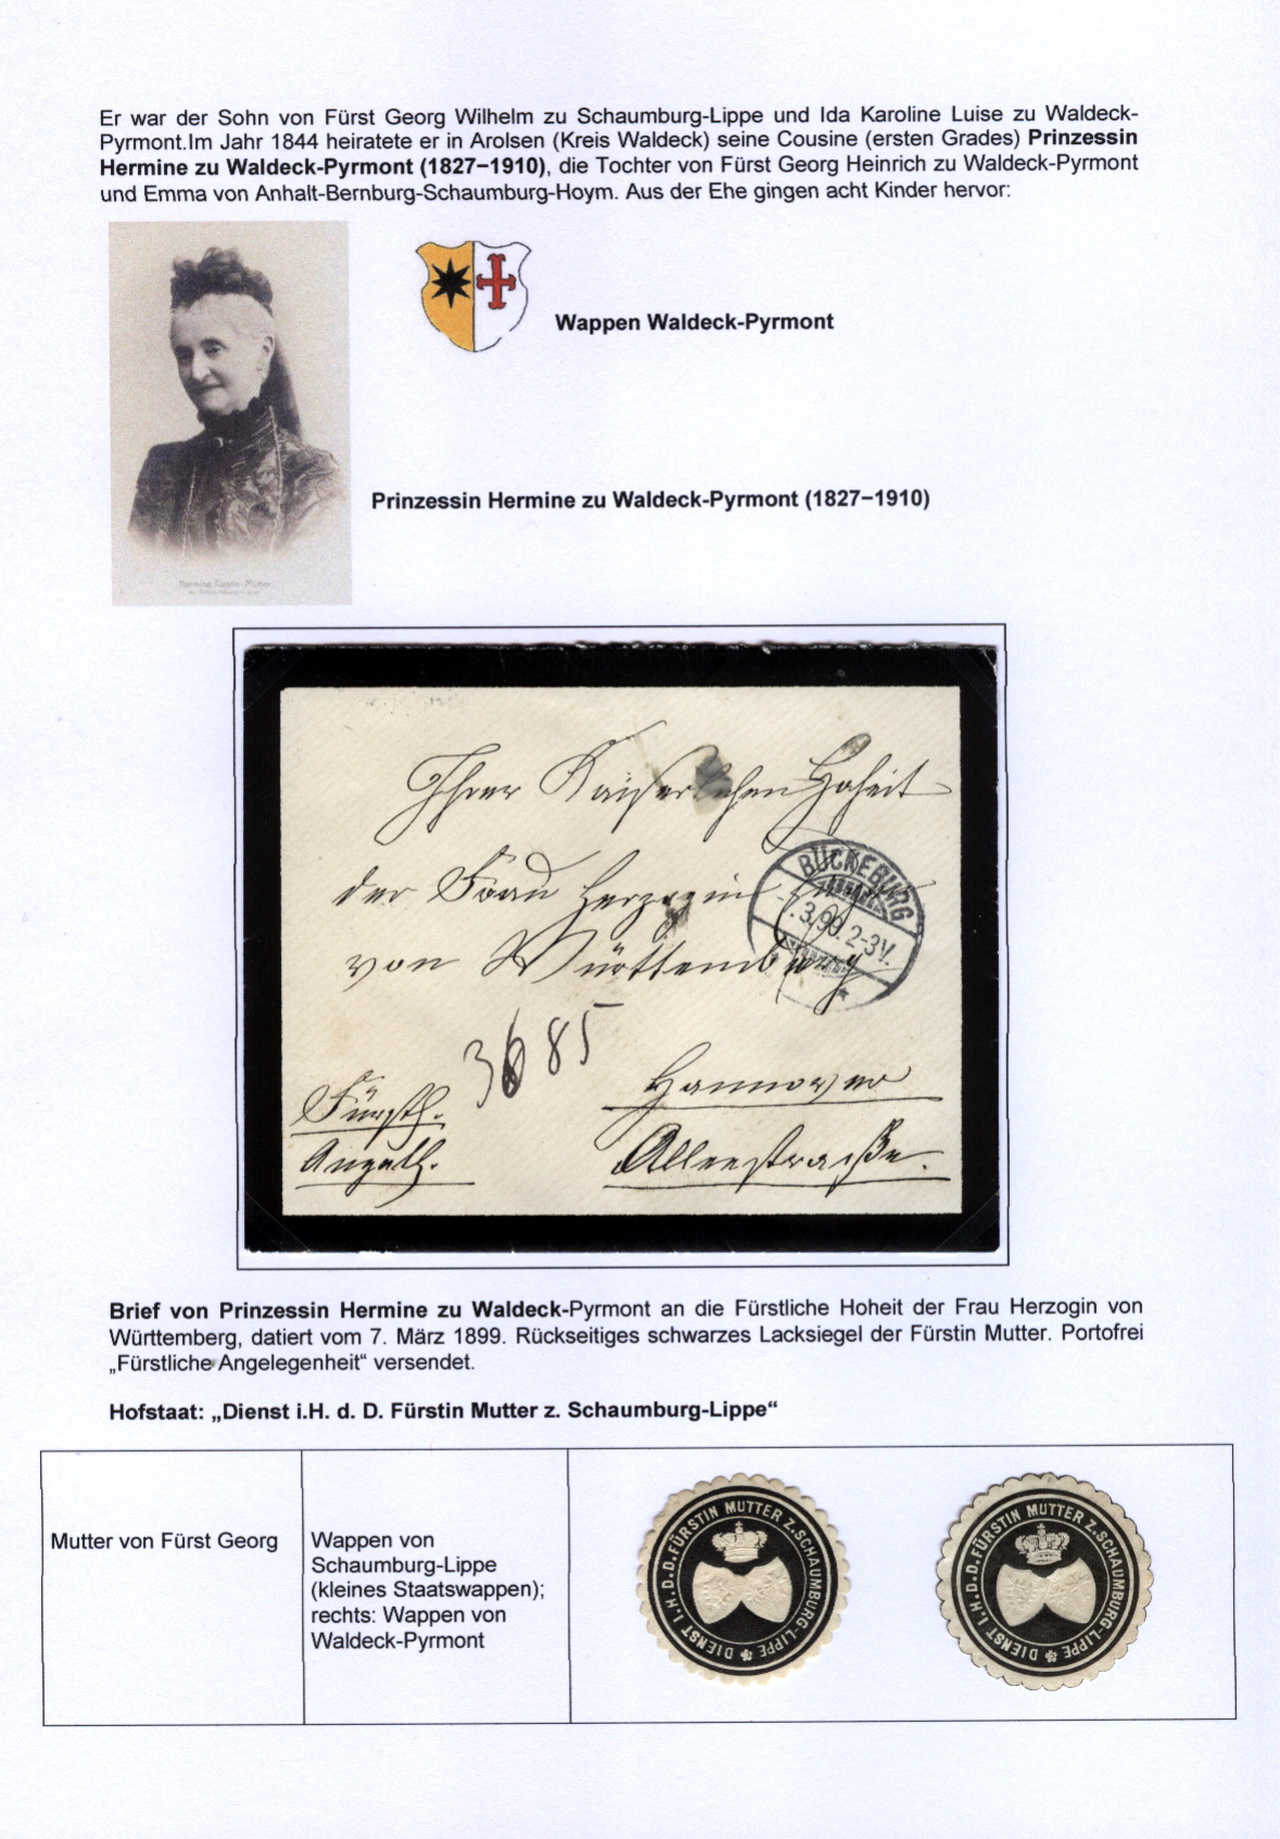 Er war der Sohn von Fürst Georg Wilhelm zu Schaumburg-Lippe und Ida Karoline Luise zu Waldeck-
Pyrmont.Im Jahr 1844 heiratete er in Arolsen (Kreis Waldeck) seine Cousine (ersten Grades) Prinzessin
Hermine zu Waldeck-Pyrmont (1827–1910), die Tochter von Fürst Georg Heinrich zu Waldeck-Pyrmont
und Emma von Anhalt-Bernburg-Schaumburg-Hoym. Aus der Ehe gingen acht Kinder hervor:
Wappen Waldeck-Pyrmont
Prinzessin Hermine zu Waldeck-Pyrmont (1827–1910)
Hermine, Fürstin-Mutter
Ihrer Kaiserlichen Hoheit
der Frau Herzogin
von Württemberg
BÜCKEBURG
3.99. 2-3V.
3685
Hannover
Fürstl.
Angell.
Alleestraße.
Brief von Prinzessin Hermine zu Waldeck-Pyrmont an die Fürstliche Hoheit der Frau Herzogin von
Württemberg, datiert vom 7. März 1899. Rückseitiges schwarzes Lacksiegel der Fürstin Mutter. Portofrei
„Fürstliche Angelegenheit“ versendet.
Hofstaat: „Dienst i.H. d. D. Fürstin Mutter z. Schaumburg-Lippe“
Mutter von Fürst Georg
Wappen von
Schaumburg-Lippe
(kleines Staatswappen);
rechts: Wappen von
Waldeck-Pyrmont
DIENST I.H.D.D.FÜRSTIN MUTTER Z.SCHAUMBURG-LIPPE
DIENST I.H.D.D.FÜRSTIN MUTTER Z.SCHAUMBURG-LIPPE